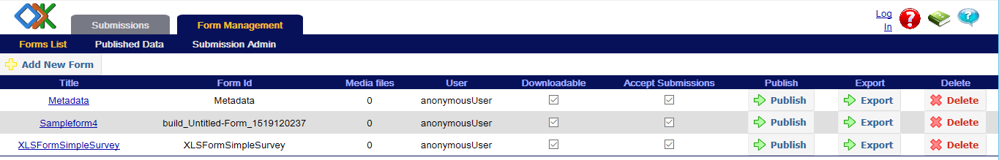 Submissions Form Management Log In ?
Forms List Published Data Submission Admin
Add New Form
Title Form Id Media files User Downloadable Accept Submissions Publish Export Delete
Metadata Metadata 0 anonymousUser Publish Export Delete
Sampleform4 build_Untitled-Form_1519120237 0 anonymousUser Publish Export Delete
XLSFormSimpleSurvey XLSFormSimpleSurvey 0 anonymousUser Publish Export Delete